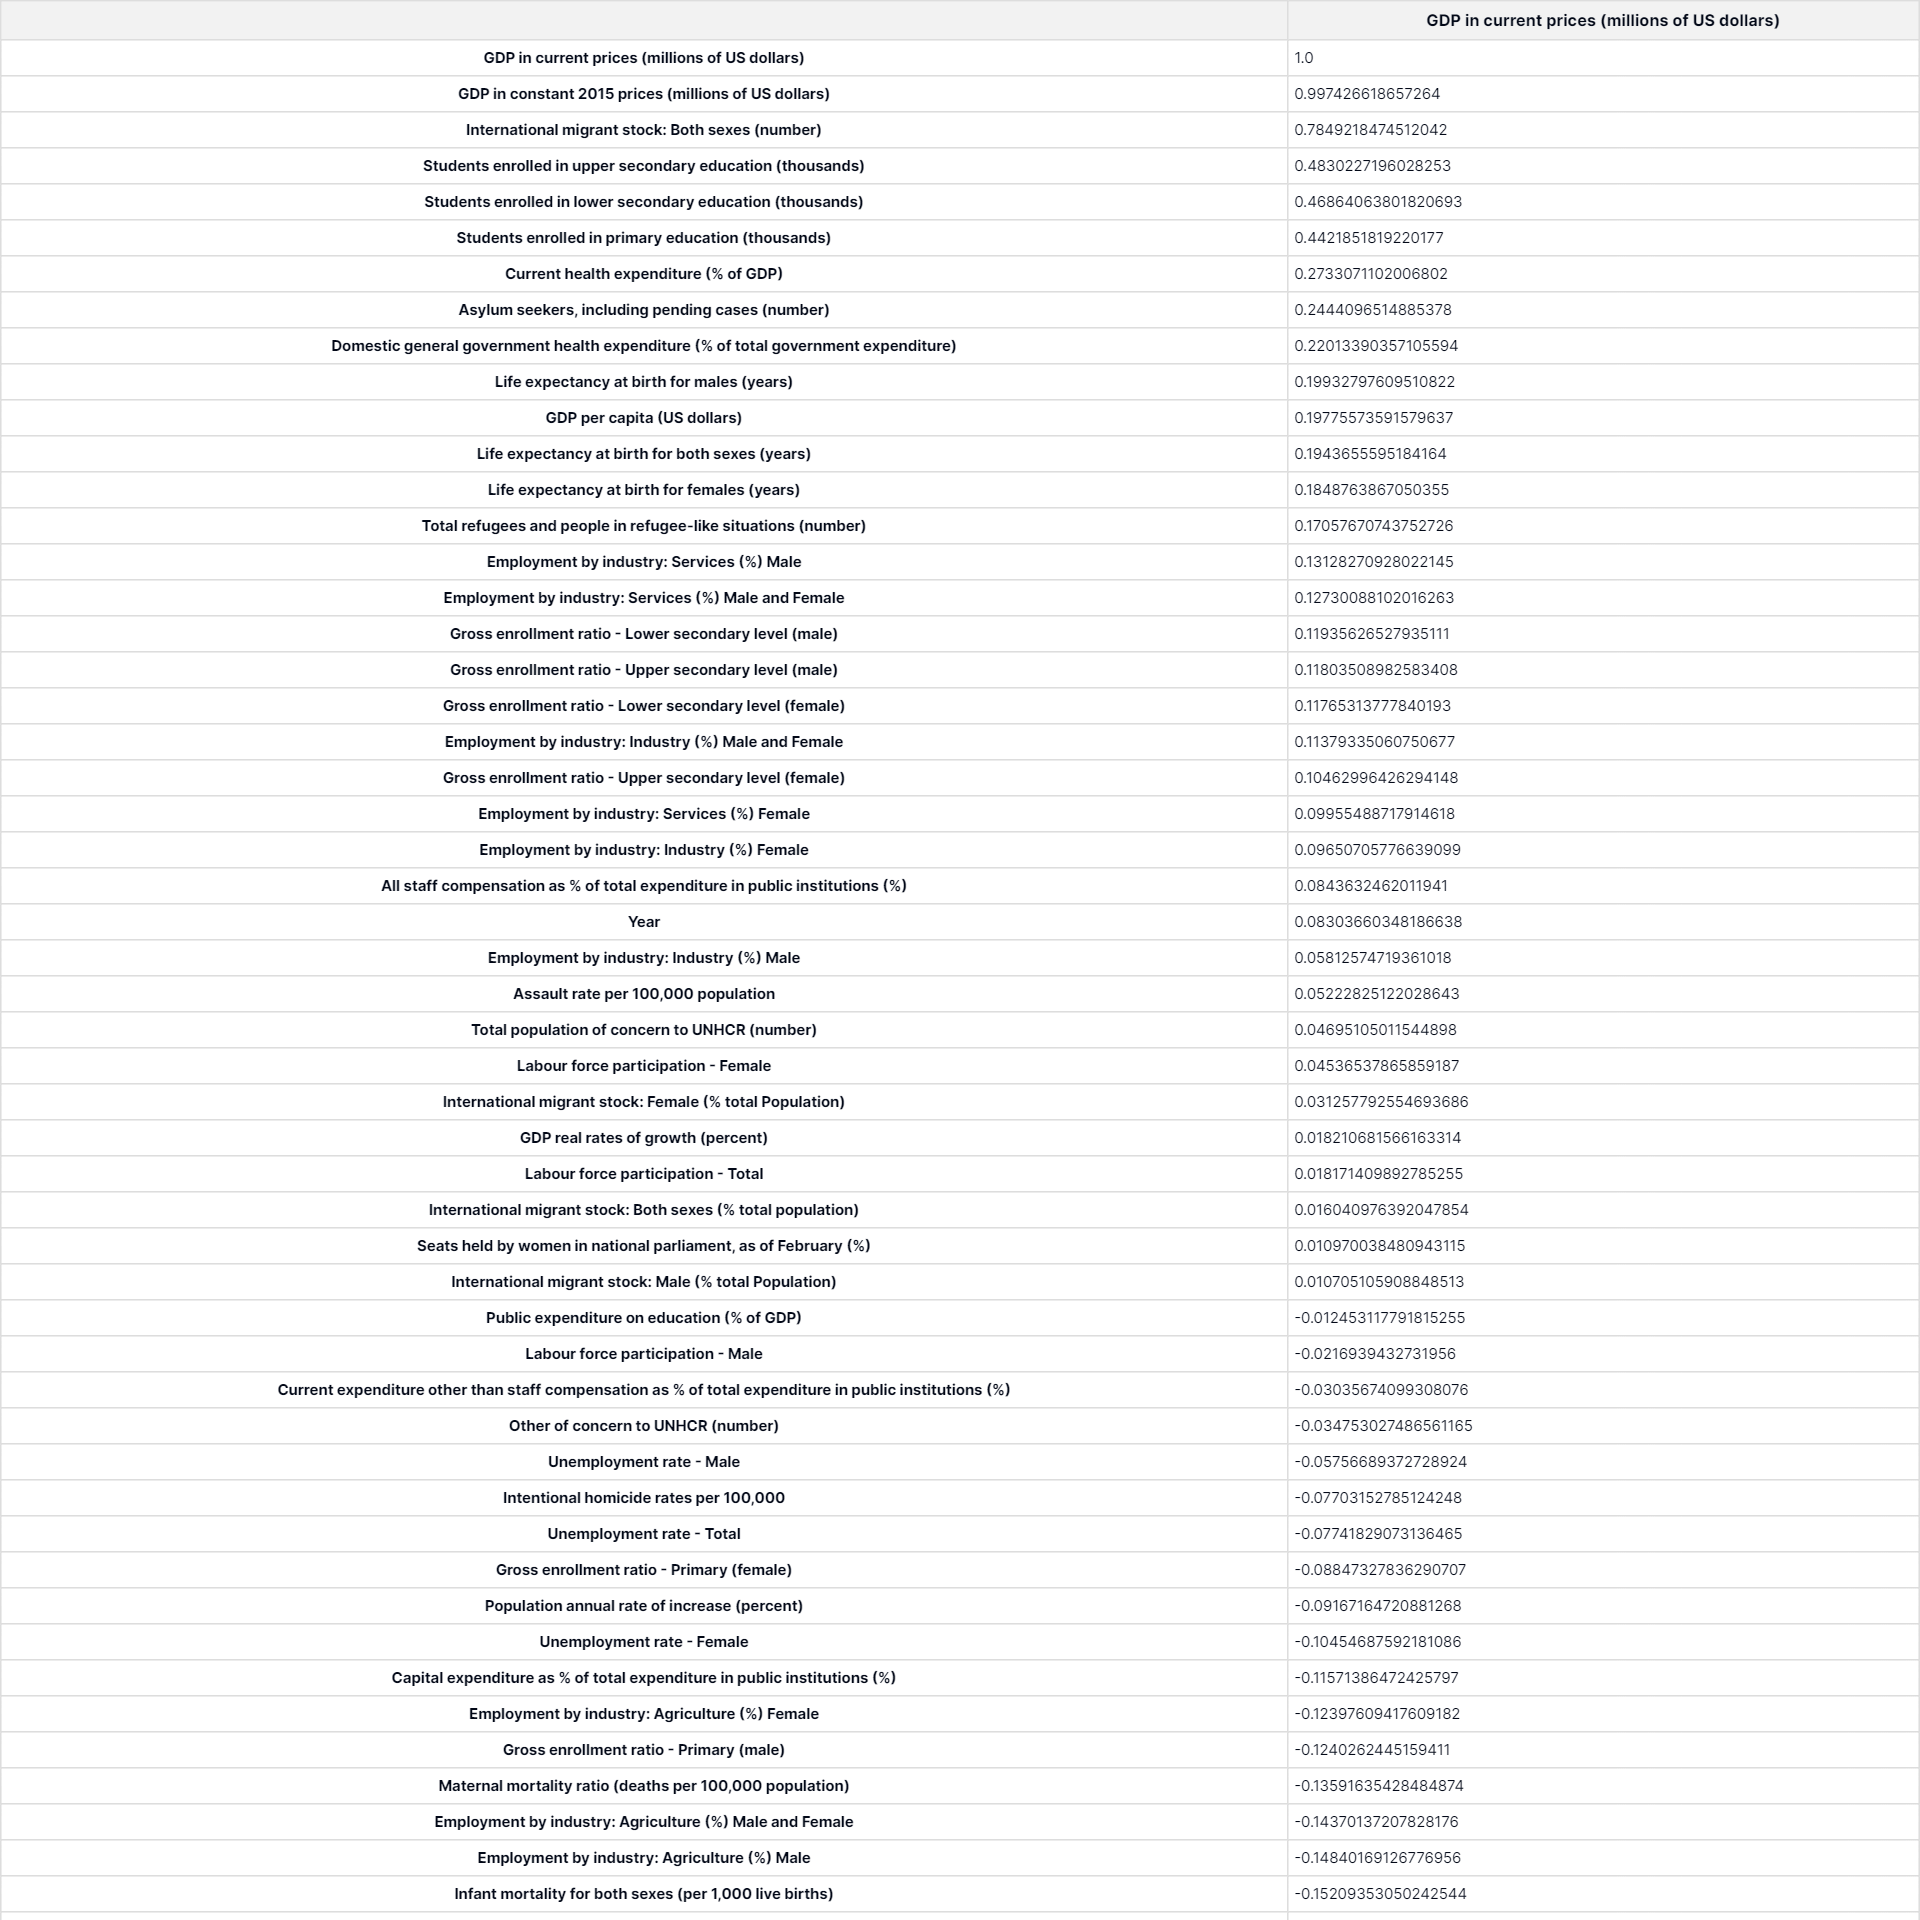 GDP in current prices (millions of US dollars)
GDP in current prices (millions of US dollars) 1.0
GDP in constant 2015 prices (millions of US dollars) 0.997426618657264
International migrant stock: Both sexes (number) 0.7849218474512042
Students enrolled in upper secondary education (thousands) 0.4830227196028253
Students enrolled in lower secondary education (thousands) 0.46864063801820693
Students enrolled in primary education (thousands) 0.4421851819220177
Current health expenditure (% of GDP) 0.2733071102006802
Asylum seekers, including pending cases (number) 0.2444096514885378
Domestic general government health expenditure (% of total government expenditure) 0.22013390357105594
Life expectancy at birth for males (years) 0.19932797609510822
GDP per capita (US dollars) 0.19775573591579637
Life expectancy at birth for both sexes (years) 0.1943655595184164
Life expectancy at birth for females (years) 0.1848763867050355
Total refugees and people in refugee-like situations (number) 0.17057670743752726
Employment by industry: Services (%) Male 0.13128270928022145
Employment by industry: Services (%) Male and Female 0.12730088102016263
Gross enrollment ratio - Lower secondary level (male) 0.11935626527935111
Gross enrollment ratio - Upper secondary level (male) 0.11803508982583408
Gross enrollment ratio - Lower secondary level (female) 0.11765313777840193
Employment by industry: Industry (%) Male and Female 0.11379335060750677
Gross enrollment ratio - Upper secondary level (female) 0.10462996426294148
Employment by industry: Services (%) Female 0.09955488717914618
Employment by industry: Industry (%) Female 0.09650705776639099
All staff compensation as % of total expenditure in public institutions (%) 0.0843632462011941
Year 0.08303660348186638
Employment by industry: Industry (%) Male 0.05812574719361018
Assault rate per 100,000 population 0.05222825122028643
Total population of concern to UNHCR (number) 0.04695105011544898
Labour force participation - Female 0.04536537865859187
International migrant stock: Female (% total Population) 0.031257792554693686
GDP real rates of growth (percent) 0.018210681566163314
Labour force participation - Total 0.018171409892785255
International migrant stock: Both sexes (% total population) 0.016040976392047854
Seats held by women in national parliament, as of February (%) 0.010970038480943115
International migrant stock: Male (% total Population) 0.010705105908848513
Public expenditure on education (% of GDP) -0.012453117791815255
Labour force participation - Male -0.0216939432731956
Current expenditure other than staff compensation as % of total expenditure in public institutions (%) -0.03035674099308076
Other of concern to UNHCR (number) -0.034753027486561165
Unemployment rate - Male -0.05756689372728924
Intentional homicide rates per 100,000 -0.07703152785124248
Unemployment rate - Total -0.07741829073136465
Gross enrollment ratio - Primary (female) -0.08847327836290707
Population annual rate of increase (percent) -0.09167164720881268
Unemployment rate - Female -0.10454687592181086
Capital expenditure as % of total expenditure in public institutions (%) -0.11571386472425797
Employment by industry: Agriculture (%) Female -0.12397609417609182
Gross enrollment ratio - Primary (male) -0.1240262445159411
Maternal mortality ratio (deaths per 100,000 population) -0.13591635428484874
Employment by industry: Agriculture (%) Male and Female -0.14370137207828176
Employment by industry: Agriculture (%) Male -0.14840169126776956
Infant mortality for both sexes (per 1,000 live births) -0.15209353050242544